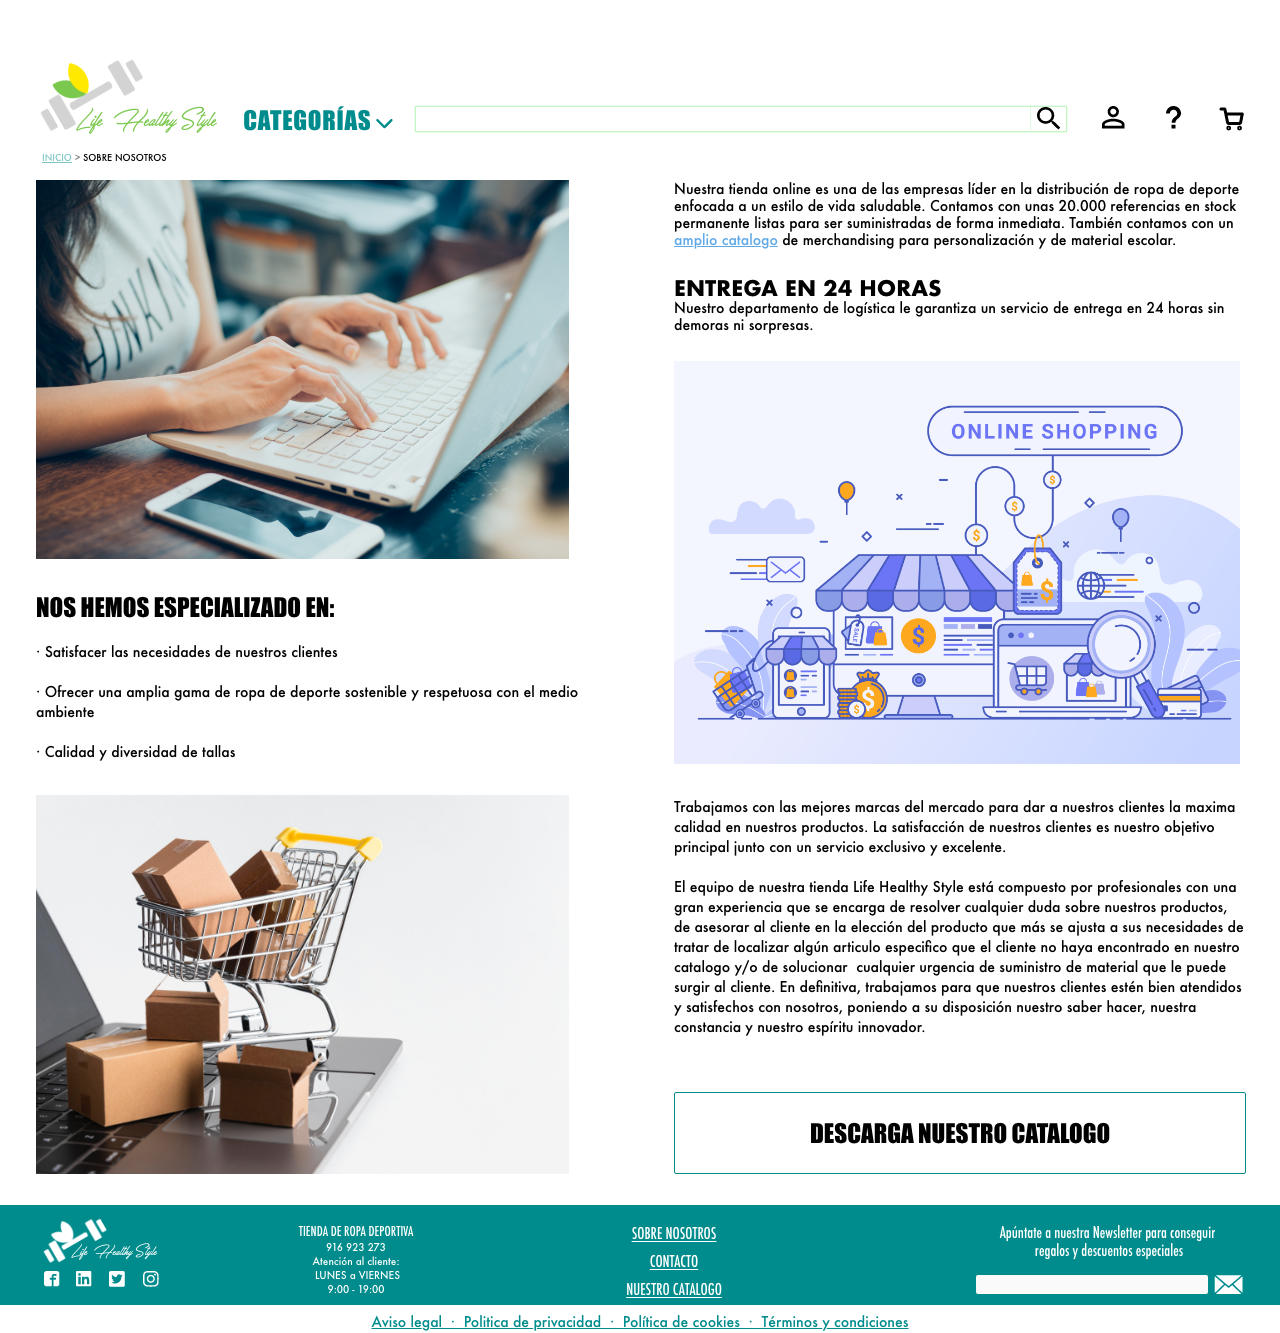 Life Healthy Style
CATEGORÍAS
INICIO > SOBRE NOSOTROS
THINK
Nuestra tienda online es una de las empresas líder en la distribución de ropa de deporte
enfocada a un estilo de vida saludable. Contamos con unas 20.000 referencias en stock
permanente listas para ser suministradas de forma inmediata. También contamos con un
amplio catalogo de merchandising para personalización y de material escolar.
ENTREGA EN 24 HORAS
Nuestro departamento de logística le garantiza un servicio de entrega en 24 horas sin
demoras ni sorpresas.
ONLINE SHOPPING
SALE
NOS HEMOS ESPECIALIZADO EN:
· Satisfacer las necesidades de nuestros clientes
· Ofrecer una amplia gama de ropa de deporte sostenible y respetuosa con el medio
ambiente
· Calidad y diversidad de tallas
Trabajamos con las mejores marcas del mercado para dar a nuestros clientes la maxima
calidad en nuestros productos. La satisfacción de nuestros clientes es nuestro objetivo
principal junto con un servicio exclusivo y excelente.
El equipo de nuestra tienda Life Healthy Style está compuesto por profesionales con una
gran experiencia que se encarga de resolver cualquier duda sobre nuestros productos,
de asesorar al cliente en la elección del producto que más se ajusta a sus necesidades de
tratar de localizar algún articulo especifico que el cliente no haya encontrado en nuestro
catalogo y/o de solucionar cualquier urgencia de suministro de material que le puede
surgir al cliente. En definitiva, trabajamos para que nuestros clientes estén bien atendidos
y satisfechos con nosotros, poniendo a su disposición nuestro saber hacer, nuestra
constancia y nuestro espíritu innovador.
DESCARGA NUESTRO CATALOGO
Life Healthy Style
TIENDA DE ROPA DEPORTIVA
916 923 273
Atención al cliente:
LUNES a VIERNES
9:00 - 19:00
SOBRE NOSOTROS
CONTACTO
NUESTRO CATALOGO
Apúntate a nuestra Newsletter para conseguir
regalos y descuentos especiales
Aviso legal · Politica de privacidad · Política de cookies · Términos y condiciones